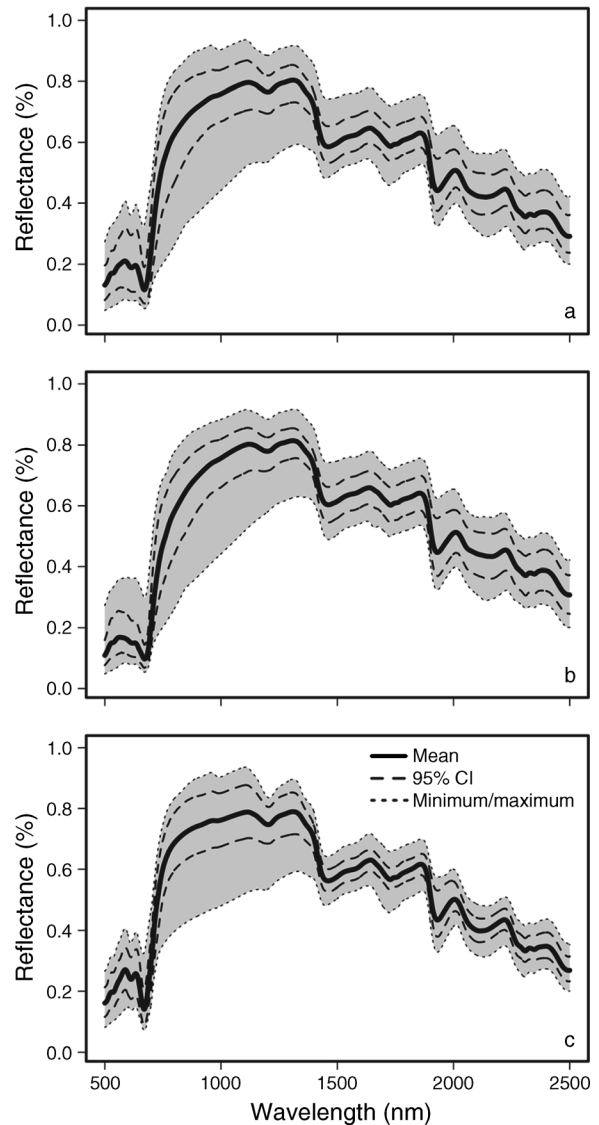 1.0
0.8
0.6
0.4
0.2
0.0
Reflectance (%)
a
1.0
0.8
0.6
0.4
0.2
0.0
Reflectance (%)
b
1.0
0.8
0.6
0.4
0.2
0.0
Reflectance (%)
Mean
95% CI
Minimum/maximum
c
500 1000 1500 2000 2500
Wavelength (nm)